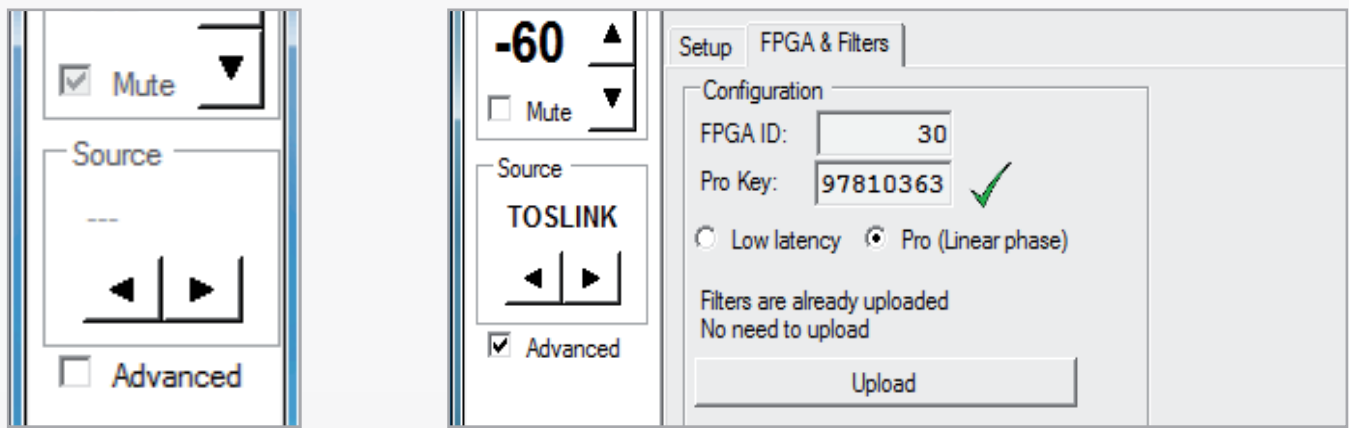 Mute
Source
---
Advanced
-60
Mute
Source
TOSLINK
Advanced
Setup
FPGA & Filters
Configuration
FPGA ID: 30
Pro Key: 97810363
Low latency Pro (Linear phase)
Filters are already uploaded
No need to upload
Upload